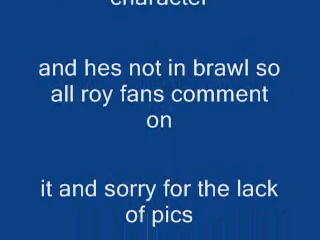 character
and hes not in brawl so
all roy fans comment
on
it and sorry for the lack
of pics